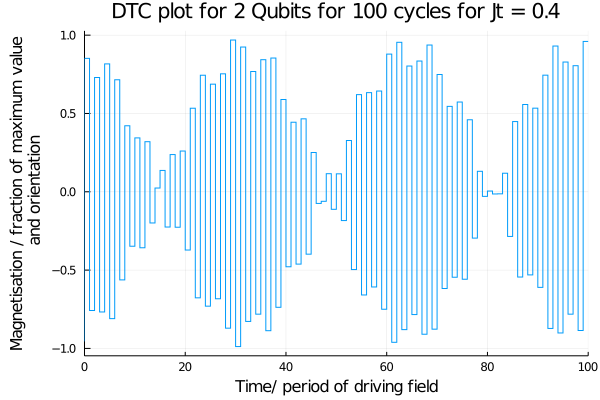 DTC plot for 2 Qubits for 100 cycles for Jt = 0.4
Magnetisation / fraction of maximum value
and orientation
1.0
0.5
0.0
−0.5
−1.0
0 20 40 60 80 100
Time/ period of driving field